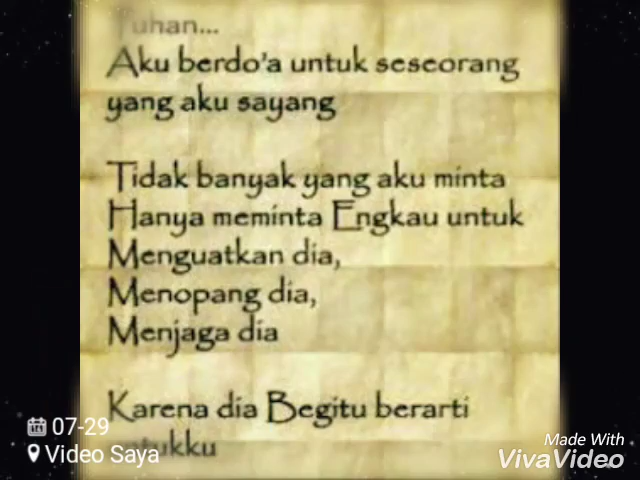 Tuhan...
Aku berdo'a untuk seseorang
yang aku sayang
Tidak banyak yang aku minta
Hanya meminta Engkau untuk
Menguatkan dia,
Menopang dia,
Menjaga dia
Karena dia Begitu berarti
untukku
07-29
Video Saya
Made With
VivaVideo